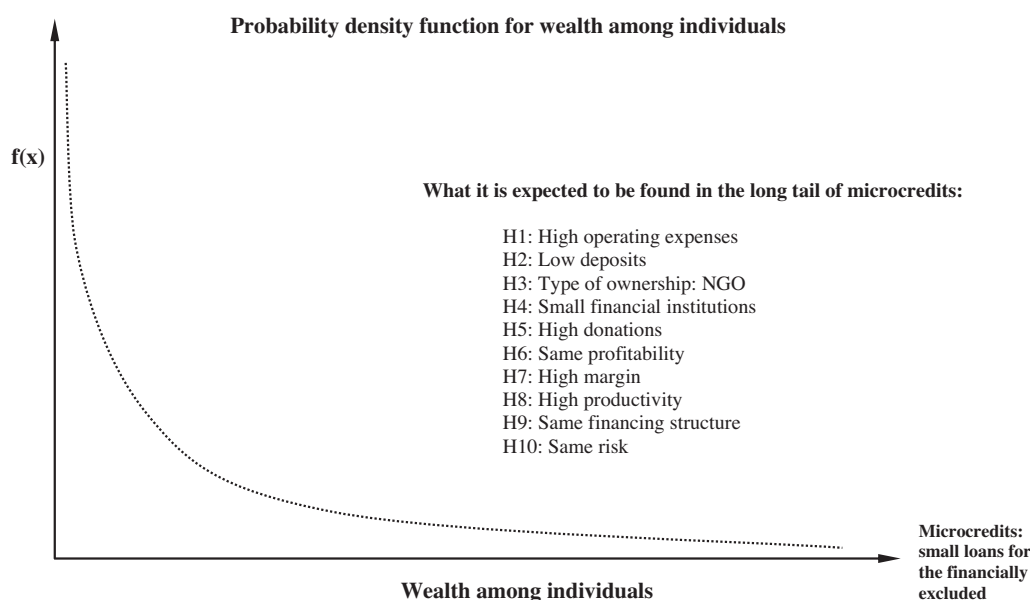 Probability density function for wealth among individuals
f(x)
What it is expected to be found in the long tail of microcredits:
H1: High operating expenses
H2: Low deposits
H3: Type of ownership: NGO
H4: Small financial institutions
H5: High donations
H6: Same profitability
H7: High margin
H8: High productivity
H9: Same financing structure
H10: Same risk
Microcredits:
small loans for
the financially
excluded
Wealth among individuals